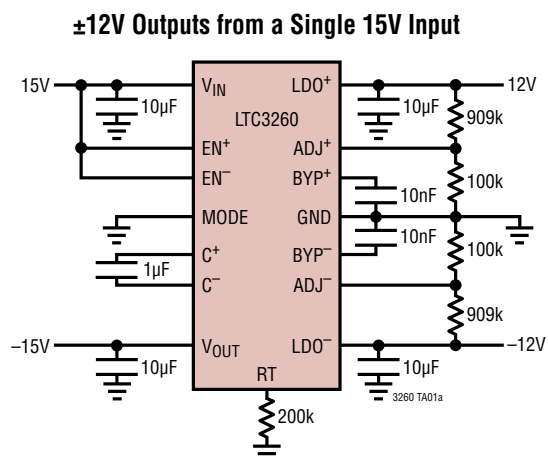 ±12V Outputs from a Single 15V Input
15V
10µF
VIN
LDO+
10µF
12V
909k
LTC3260
EN+
ADJ+
EN–
BYP+
10nF
100k
MODE
GND
10nF
C+
BYP–
100k
1µF
C–
ADJ–
909k
–15V
10µF
VOUT
LDO–
10µF
–12V
RT
3260 TA01a
200k